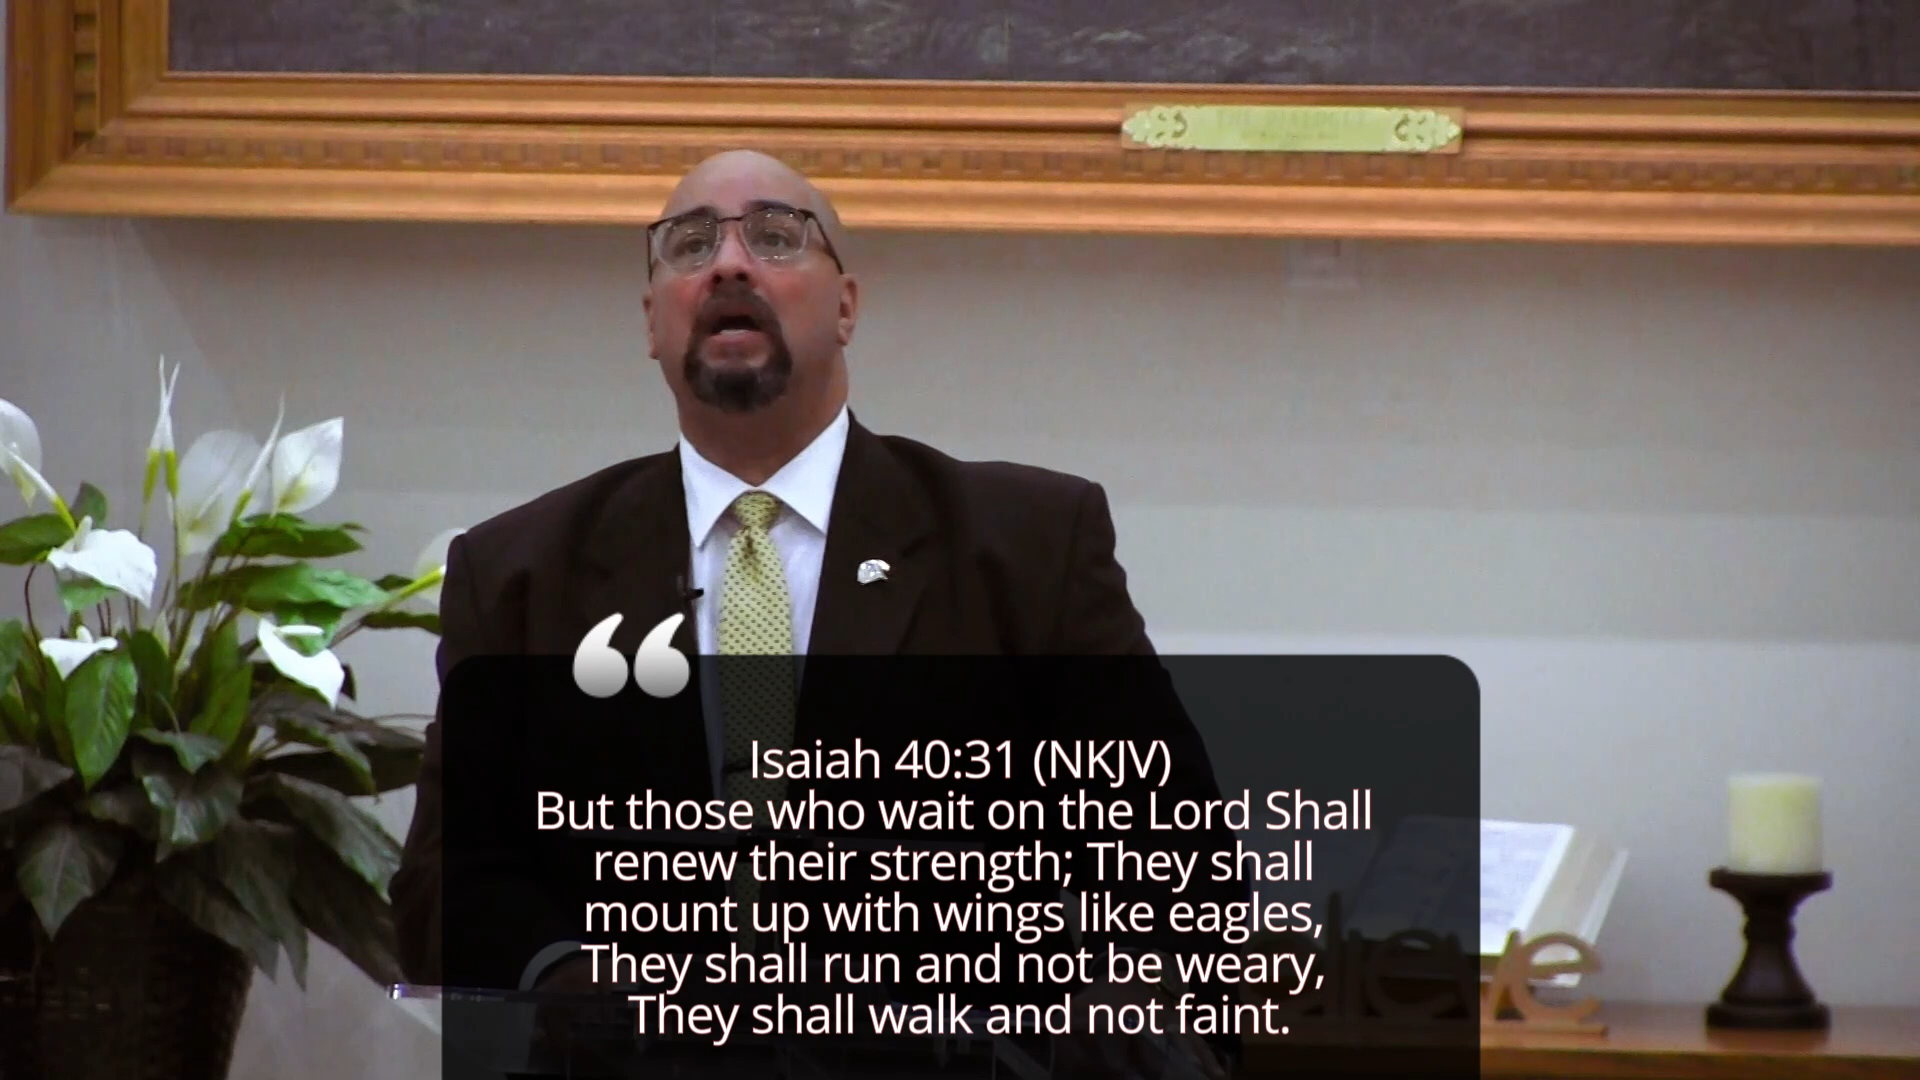 Isaiah 40:31 (NKJV)
But those who wait on the Lord Shall
renew their strength; They shall
mount up with wings like eagles,
They shall run and not be weary,
They shall walk and not faint.